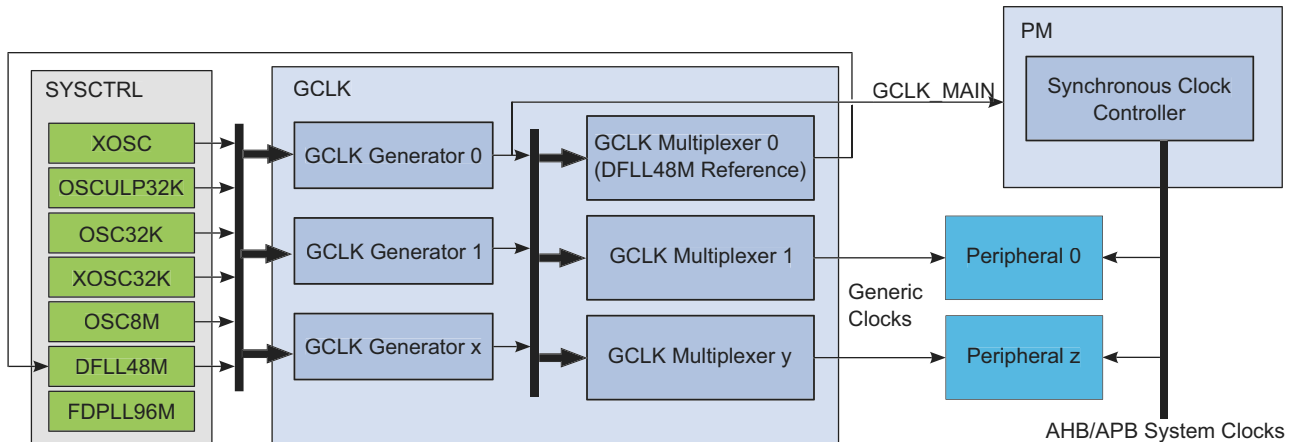 PM
Synchronous Clock
Controller
GCLK_MAIN
SYSCTRL
XOSC
OSCULP32K
OSC32K
XOSC32K
OSC8M
DFLL48M
FDPLL96M
GCLK
GCLK Generator 0
GCLK Generator 1
GCLK Generator x
GCLK Multiplexer 0
(DFLL48M Reference)
GCLK Multiplexer 1
GCLK Multiplexer y
Generic
Clocks
Peripheral 0
Peripheral z
AHB/APB System Clocks